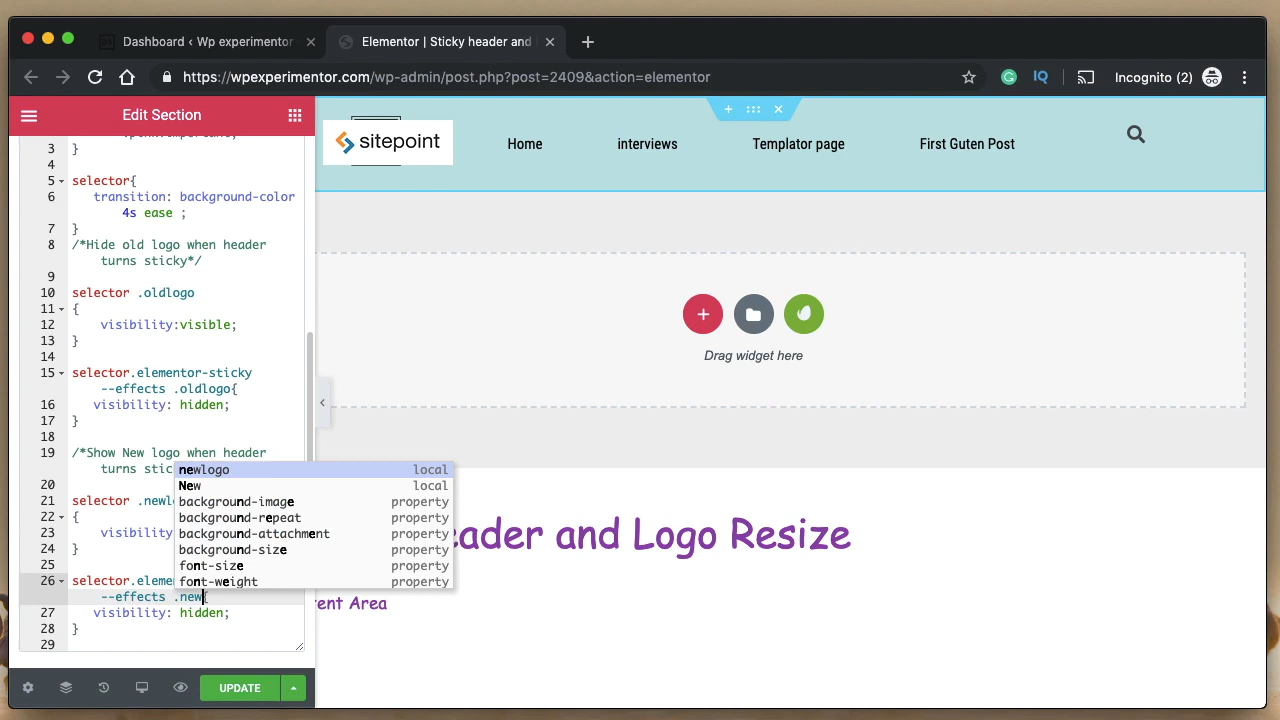 Dashboard ‹ Wp experimentor
Elementor | Sticky header and
https://wpexperimentor.com/wp-admin/post.php?post=2409&action=elementor
IQ
Incognito (2)
Edit Section
sitepoint
Home
interviews
Templator page
First Guten Post
3 }
4
5 selector{
6 transition: background-color
4s ease ;
7 }
8 /*Hide old logo when header
turns sticky*/
9
10 selector .oldlogo
11 {
12 visibility:visible;
13 }
14
15 selector.elementor-sticky
--effects .oldlogo{
16 visibility: hidden;
17 }
18
19 /*Show New logo when header
turns stic
20
21 selector .newl
22 {
23 visibility
24 }
25
26 selector.eleme
--effects .new{
27 visibility: hidden;
28 }
29
newlogo local
New local
background-image property
background-repeat property
background-attachment property
background-size property
font-size property
font-weight property
Drag widget here
eader and Logo Resize
rent Area
UPDATE